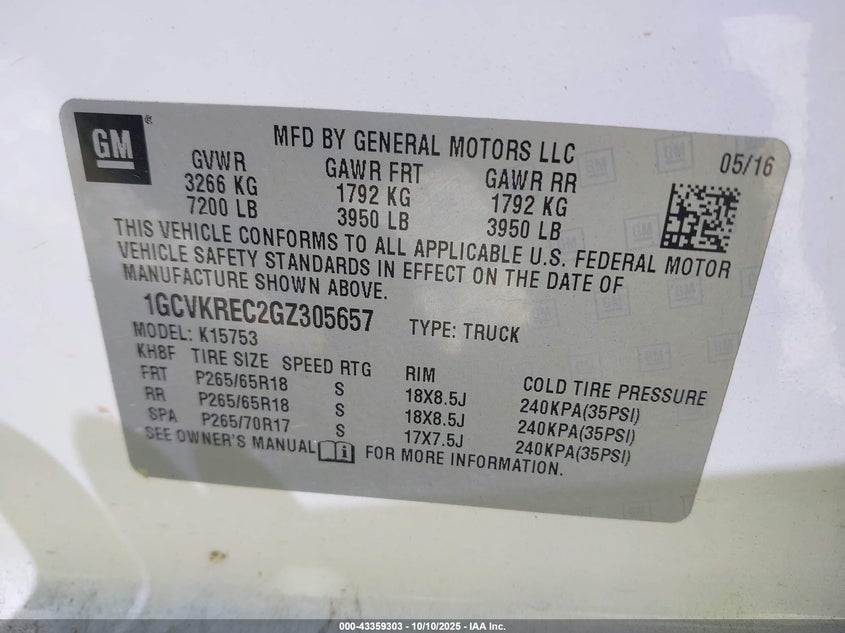 GM ®
MFD BY GENERAL MOTORS LLC
05/16
GVWR GAWR FRT GAWR RR
3266 KG 1792 KG 1792 KG
7200 LB 3950 LB 3950 LB
THIS VEHICLE CONFORMS TO ALL APPLICABLE U.S. FEDERAL MOTOR
VEHICLE SAFETY STANDARDS IN EFFECT ON THE DATE OF
MANUFACTURE SHOWN ABOVE.
1GCVKREC2GZ305657 TYPE: TRUCK
MODEL: K15753
KH8F TIRE SIZE SPEED RTG RIM COLD TIRE PRESSURE
FRT P265/65R18 S 18X8.5J 240KPA(35PSI)
RR P265/65R18 S 18X8.5J 240KPA(35PSI)
SPA P265/70R17 S 17X7.5J 240KPA(35PSI)
SEE OWNER'S MANUAL i FOR MORE INFORMATION.
000-43359303 - 10/10/2025 - IAA Inc.